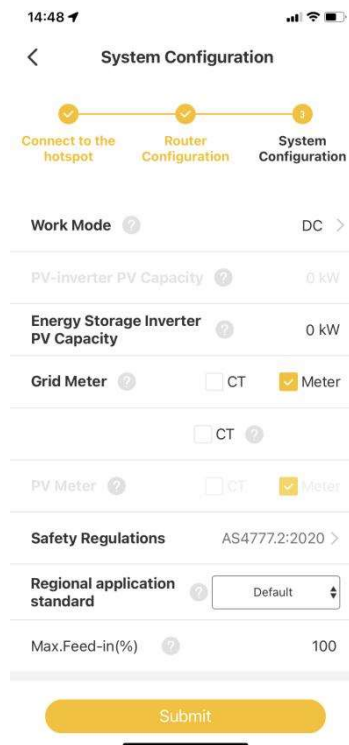 14:48
System Configuration
3
Connect to the hotspot
Router Configuration
System Configuration
Work Mode ? DC >
PV-inverter PV Capacity ? 0 kW
Energy Storage Inverter
PV Capacity ? 0 kW
Grid Meter ? CT Meter
CT ?
PV Meter ? CT Meter
Safety Regulations AS4777.2:2020 >
Regional application
standard ? Default
Max.Feed-in(%) ? 100
Submit